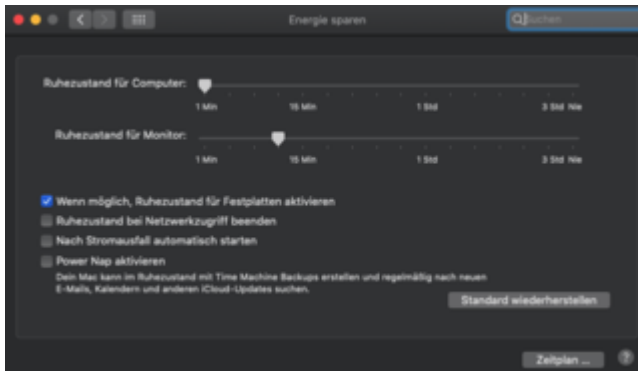 Energie sparen
Suchen
Ruhezustand für Computer:
1 Min 15 Min 1 Std 3 Std Nie
Ruhezustand für Monitor:
1 Min 15 Min 1 Std 3 Std Nie
Wenn möglich, Ruhezustand für Festplatten aktivieren
Ruhezustand bei Netzwerkzugriff beenden
Nach Stromausfall automatisch starten
Power Nap aktivieren
Dein Mac kann im Ruhezustand mit Time Machine Backups erstellen und regelmäßig nach neuen
E-Mails, Kalendern und anderen iCloud-Updates suchen.
Standard wiederherstellen
Zeitplan ... ?